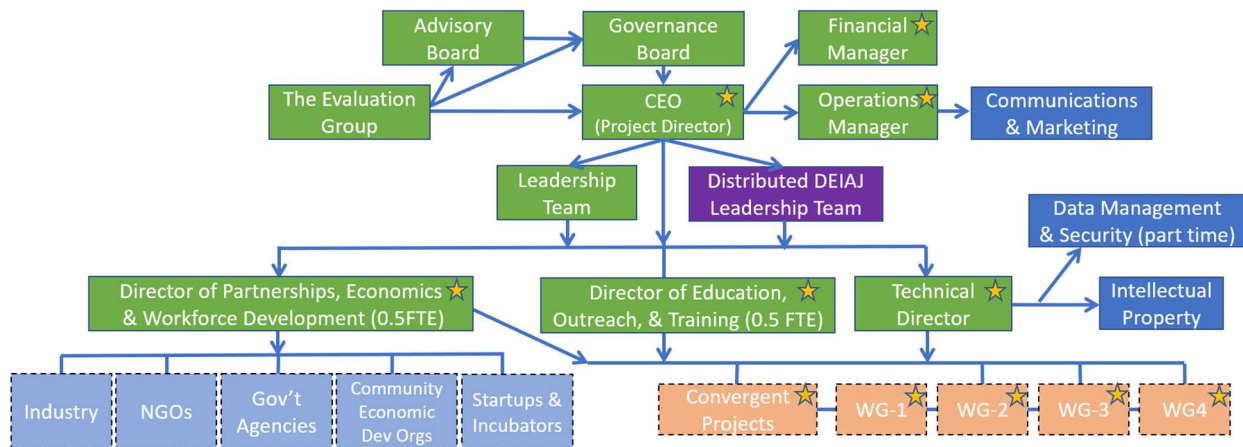 Advisory
Board
Governance
Board
Financial
Manager
The Evaluation
Group
CEO
(Project Director)
Operations
Manager
Communications
& Marketing
Leadership
Team
Distributed DEIAJ
Leadership Team
Data Management
& Security (part time)
Director of Partnerships, Economics
& Workforce Development (0.5FTE)
Director of Education,
Outreach, & Training (0.5 FTE)
Technical
Director
Intellectual
Property
Industry
NGOs
Gov’t
Agencies
Community
Economic
Dev Orgs
Startups &
Incubators
Convergent
Projects
WG-1
WG-2
WG-3
WG4